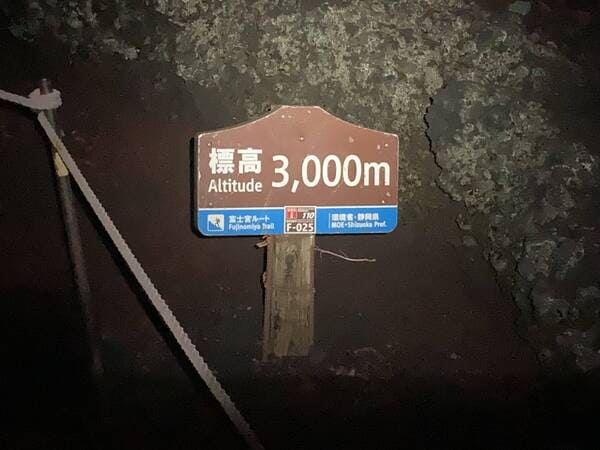 標高
Altitude
3,000m
富士宮ルート
Fujinomiya Trail
110
F-025
環境省・静岡県
MOE・Shizuoka Pref.